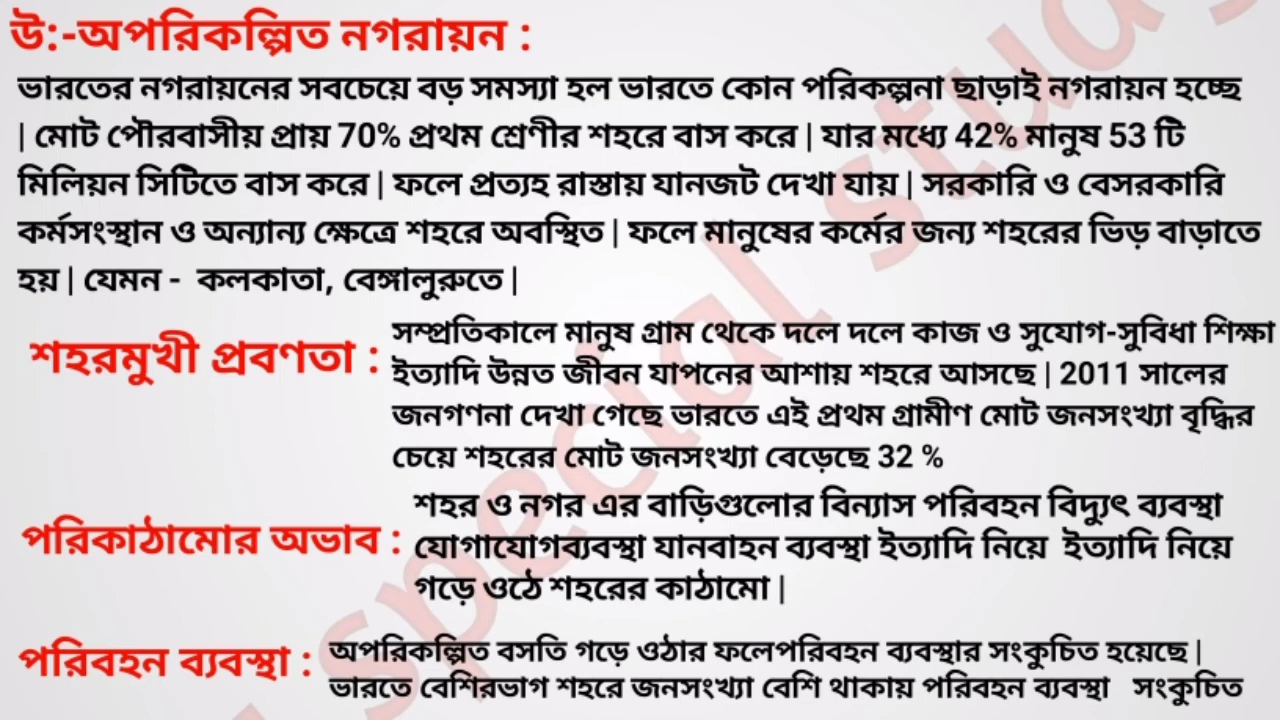 উ:-অপরিকল্পিত নগরায়ন :
ভারতের নগরায়নের সবচেয়ে বড় সমস্যা হল ভারতে কোন পরিকল্পনা ছাড়াই নগরায়ন হচ্ছে
| মোট পৌরবাসীয় প্রায় 70% প্রথম শ্রেণীর শহরে বাস করে | যার মধ্যে 42% মানুষ 53 টি
মিলিয়ন সিটিতে বাস করে | ফলে প্রত্যহ রাস্তায় যানজট দেখা যায় | সরকারি ও বেসরকারি
কর্মসংস্থান ও অন্যান্য ক্ষেত্রে শহরে অবস্থিত | ফলে মানুষের কর্মের জন্য শহরের ভিড় বাড়াতে
হয় | যেমন - কলকাতা, বেঙ্গালুরুতে |
শহরমুখী প্রবণতা :
সম্প্রতিকালে মানুষ গ্রাম থেকে দলে দলে কাজ ও সুযোগ-সুবিধা শিক্ষা
ইত্যাদি উন্নত জীবন যাপনের আশায় শহরে আসছে | 2011 সালের
জনগণনা দেখা গেছে ভারতে এই প্রথম গ্রামীণ মোট জনসংখ্যা বৃদ্ধির
চেয়ে শহরের মোট জনসংখ্যা বেড়েছে 32 %
পরিকাঠামোর অভাব :
শহর ও নগর এর বাড়িগুলোর বিন্যাস পরিবহন বিদ্যুৎ ব্যবস্থা
যোগাযোগব্যবস্থা যানবাহন ব্যবস্থা ইত্যাদি নিয়ে ইত্যাদি নিয়ে
গড়ে ওঠে শহরের কাঠামো |
পরিবহন ব্যবস্থা :
অপরিকল্পিত বসতি গড়ে ওঠার ফলেপরিবহন ব্যবস্থার সংকুচিত হয়েছে |
ভারতে বেশিরভাগ শহরে জনসংখ্যা বেশি থাকায় পরিবহন ব্যবস্থা সংকুচিত
special study